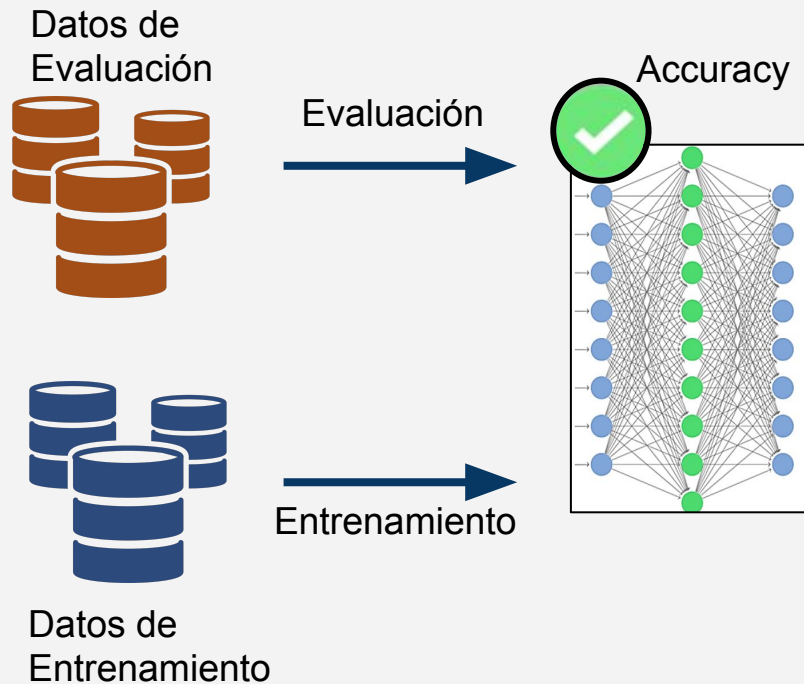 Datos de
Evaluación
Evaluación
Accuracy
Entrenamiento
Datos de
Entrenamiento